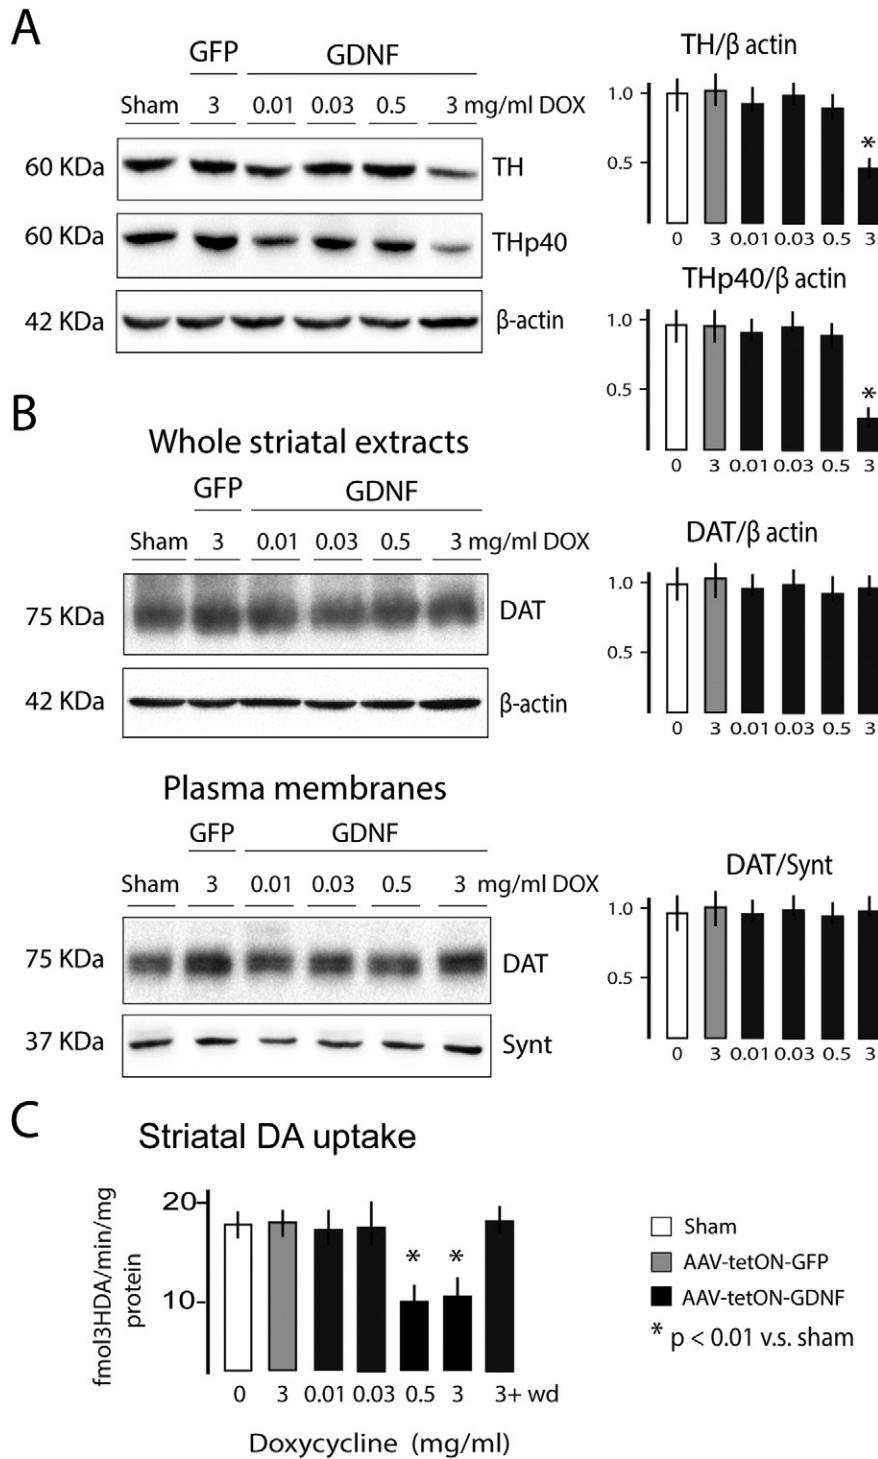 A
GFP GDNF
Sham 3 0.01 0.03 0.5 3 mg/ml DOX
60 KDa TH
60 KDa THp40
42 KDa β-actin
TH/β actin
1.0
0.5
*
0 3 0.01 0.03 0.5 3
THp40/β actin
1.0
0.5
*
0 3 0.01 0.03 0.5 3
B
Whole striatal extracts
GFP GDNF
Sham 3 0.01 0.03 0.5 3 mg/ml DOX
75 KDa DAT
42 KDa β-actin
DAT/β actin
1.0
0.5
0 3 0.01 0.03 0.5 3
Plasma membranes
GFP GDNF
Sham 3 0.01 0.03 0.5 3 mg/ml DOX
75 KDa DAT
37 KDa Synt
DAT/Synt
1.0
0.5
0 3 0.01 0.03 0.5 3
C
Striatal DA uptake
fmol3HDA/min/mg
protein
20
10
* *
0 3 0.01 0.03 0.5 3 3+ wd
Doxycycline (mg/ml)
Sham
AAV-tetON-GFP
AAV-tetON-GDNF
* p < 0.01 v.s. sham